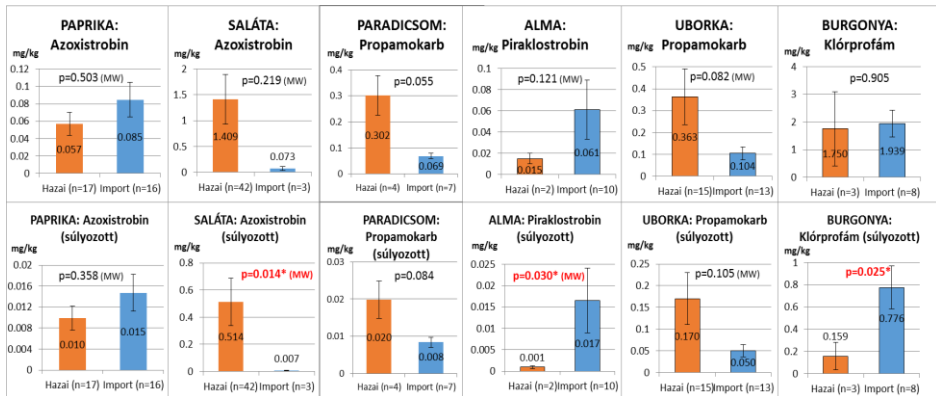 PAPRIKA:
Azoxistrobin
mg/kg
0.1
0.08
0.06
0.04
0.02
0
p=0.503 (MW)
0.057
0.085
Hazai (n=17) Import (n=16)
SALÁTA:
Azoxistrobin
mg/kg
2
1.5
1
0.5
0
p=0.219 (MW)
1.409
0.073
Hazai (n=42) Import (n=3)
PARADICSOM:
Propamokarb
mg/kg
0.4
0.3
0.2
0.1
0
p=0.055
0.302
0.069
Hazai (n=4) Import (n=7)
ALMA:
Piraklostrobin
mg/kg
0.1
0.08
0.06
0.04
0.02
0
p=0.121 (MW)
0.015
0.061
Hazai (n=2) Import (n=10)
UBORKA:
Propamokarb
mg/kg
0.5
0.4
0.3
0.2
0.1
0
p=0.082 (MW)
0.363
0.104
Hazai (n=15) Import (n=13)
BURGONYA:
Klórprofám
mg/kg
4
3
2
1
0
p=0.905
1.750
1.939
Hazai (n=3) Import (n=8)
PAPRIKA: Azoxistrobin
(súlyozott)
mg/kg
0.02
0.016
0.012
0.008
0.004
0
p=0.358 (MW)
0.010
0.015
Hazai (n=17) Import (n=16)
SALÁTA: Azoxistrobin
(súlyozott)
mg/kg
0.8
0.6
0.4
0.2
0
p=0.014* (MW)
0.514
0.007
Hazai (n=42) Import (n=3)
PARADICSOM:
Propamokarb
(súlyozott)
mg/kg
0.03
0.02
0.01
0
p=0.084
0.020
0.008
Hazai (n=4) Import (n=7)
ALMA: Piraklostrobin
(súlyozott)
mg/kg
0.025
0.02
0.015
0.01
0.005
0
p=0.030* (MW)
0.001
0.017
Hazai (n=2) Import (n=10)
UBORKA: Propamokarb
(súlyozott)
mg/kg
0.25
0.2
0.15
0.1
0.05
0
p=0.105 (MW)
0.170
0.050
Hazai (n=15) Import (n=13)
BURGONYA:
Klórprofám (súlyozott)
mg/kg
1
0.8
0.6
0.4
0.2
0
p=0.025*
0.159
0.776
Hazai (n=3) Import (n=8)